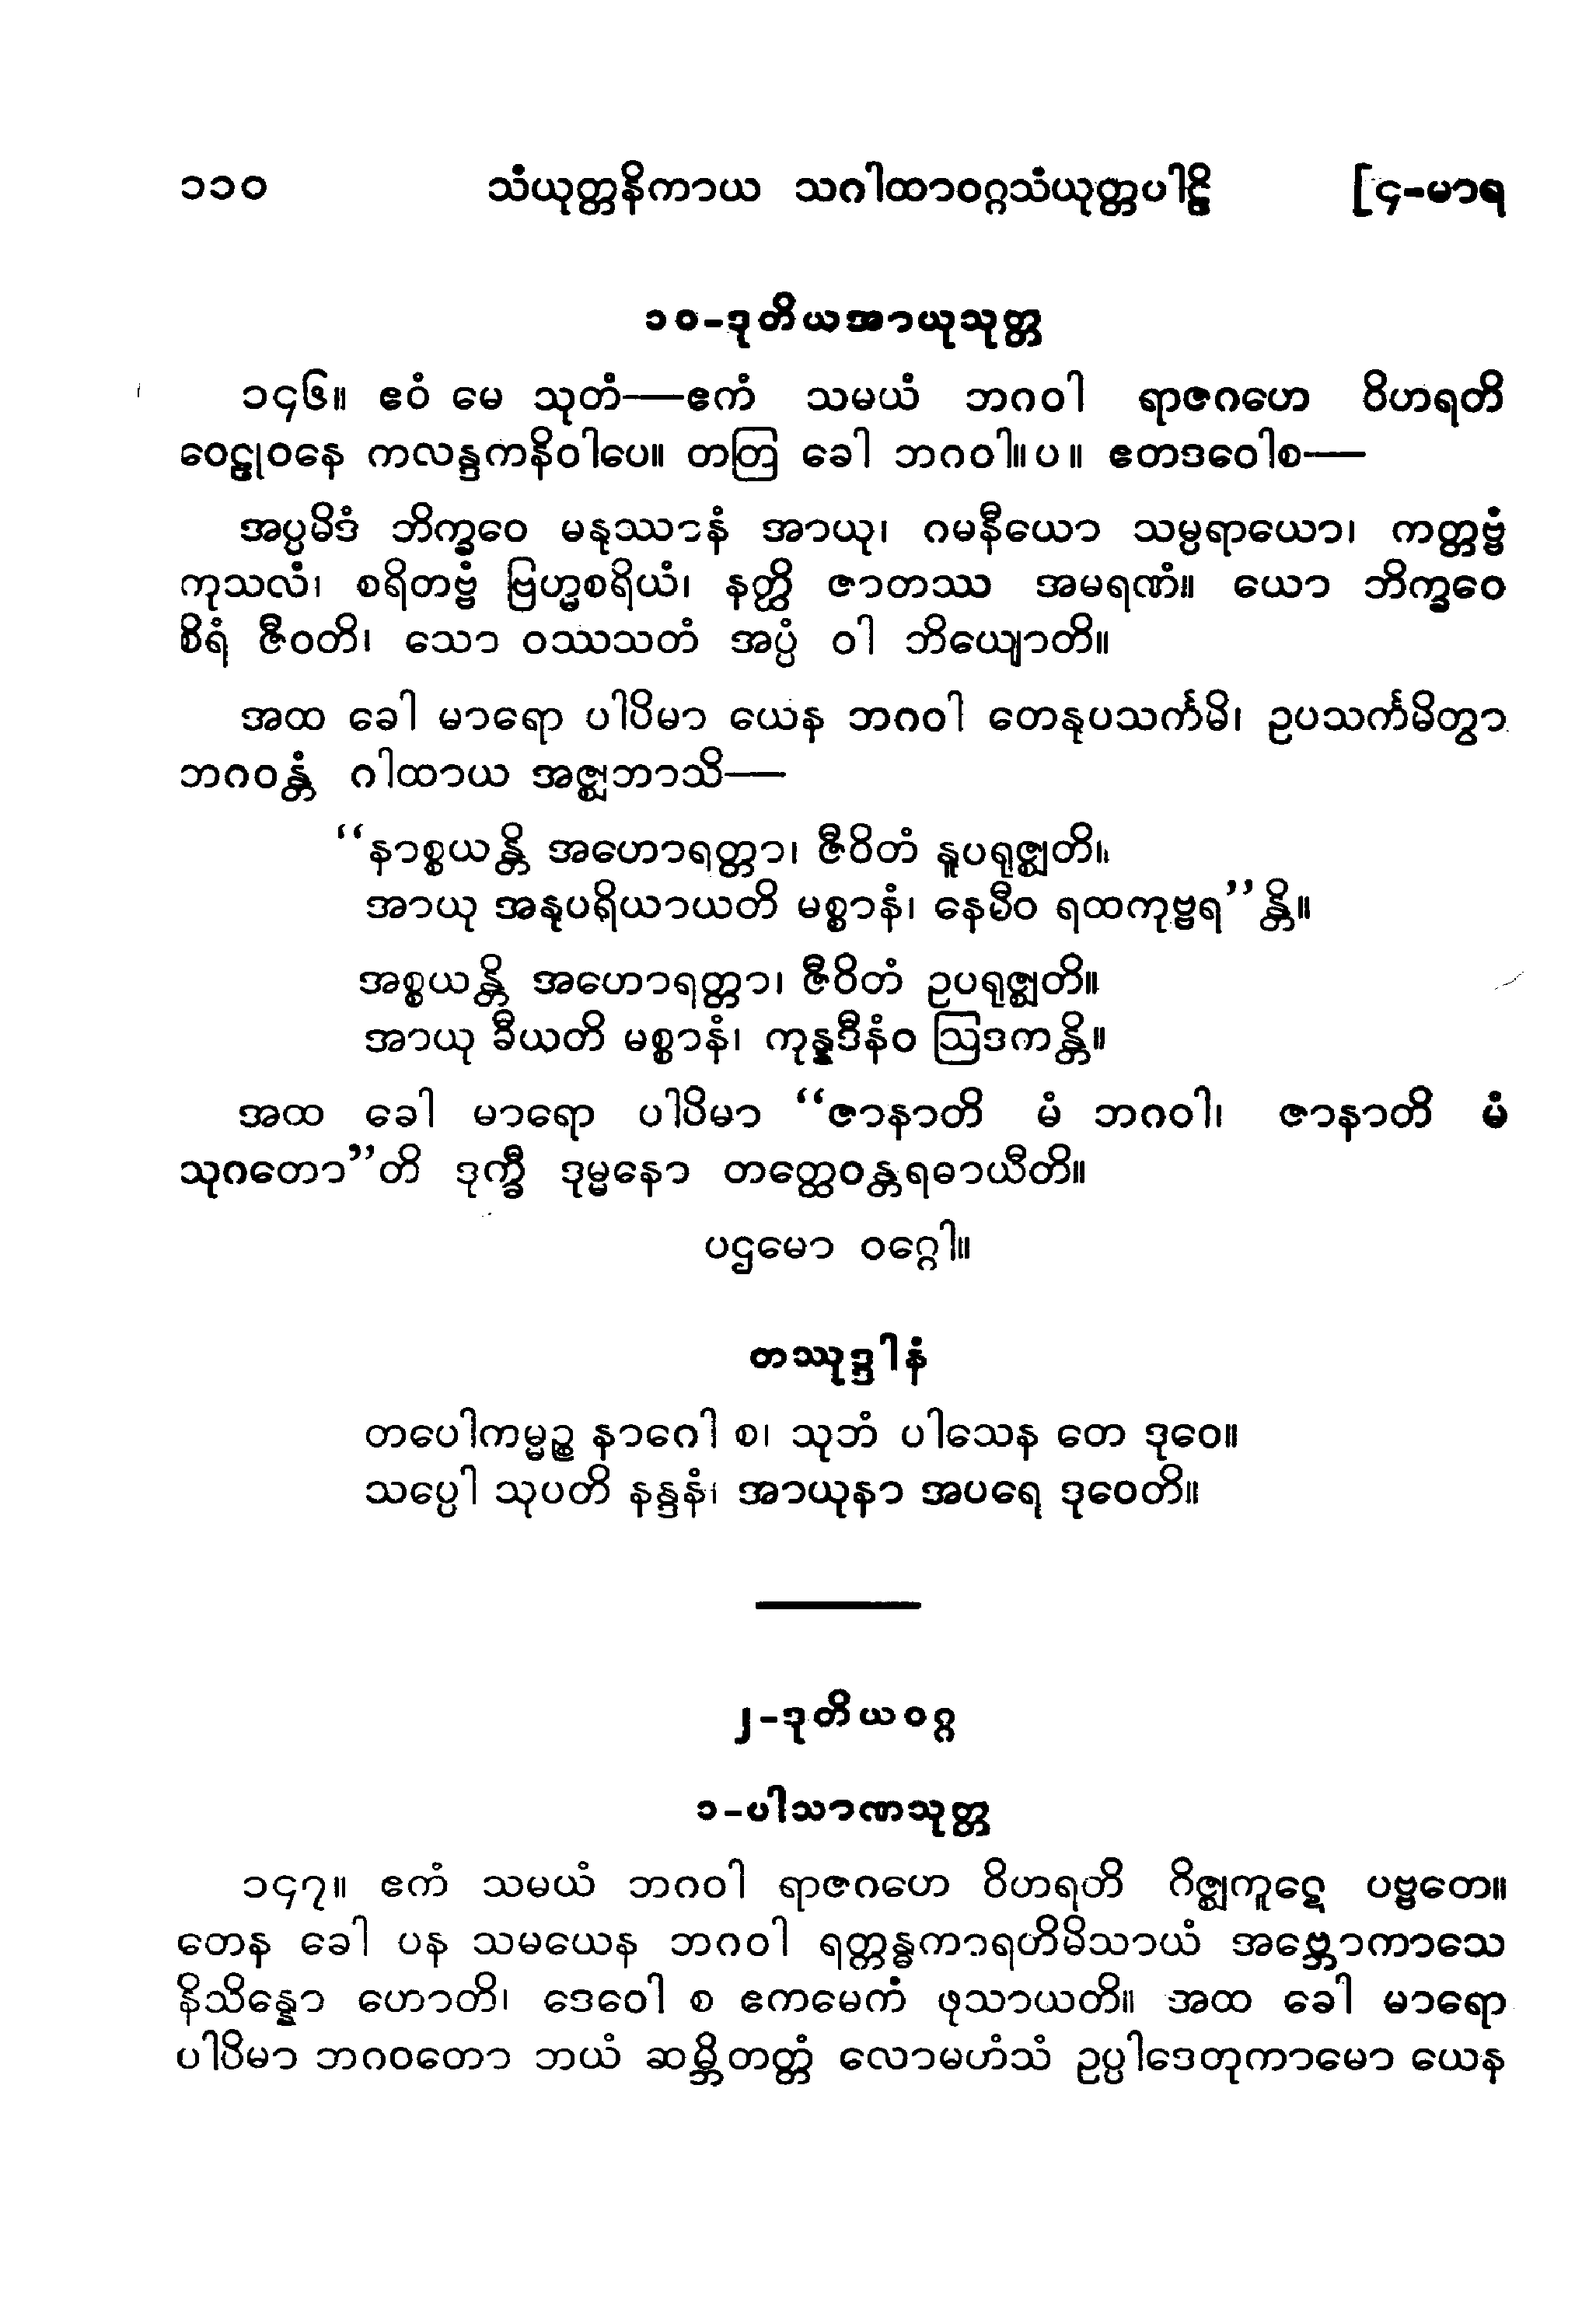 ၁၁၀ သံယုတ္တနိကာယ သဂါထာဝဂ္ဂသံယုတ္တပါဠိ [၄-မာရ
၁၀-ဒုတိယအာယုသုတ္တ
၁၄၆။ ဧဝံ မေ သုတံ—ဧကံ သမယံ ဘဂဝါ ရာဇဂဟေ ဝိဟရတိ
ဝေဠုဝနေ ကလန္ဒကနိဝါပေ။ တတြ ခေါ ဘဂဝါ။ ပ ။ ဧတဒဝေါစ—
အပ္ပမိဒံ ဘိက္ခဝေ မနုဿာနံ အာယု၊ ဂမနီယော သမ္ပရာယော၊ ကတ္တဗ္ဗံ
ကုသလံ၊ စရိတဗ္ဗံ ဗြဟ္မစရိယံ၊ နတ္ထိ ဇာတဿ အမရဏံ။ ယော ဘိက္ခဝေ
စိရံ ဇီဝတိ၊ သော ဝဿသတံ အပ္ပံ ဝါ ဘိယျောတိ။
အထ ခေါ မာရော ပါပိမာ ယေန ဘဂဝါ တေနုပသင်္ကမိ၊ ဥပသင်္ကမိတွာ
ဘဂဝန္တံ ဂါထာယ အဇ္ဈဘာသိ—
“နာစ္စယန္တိ အဟောရတ္တာ၊ ဇီဝိတံ နူပရုဇ္ဈတိ။
အာယု အနုပရိယာယတိ မစ္စာနံ၊ နေမီဝ ရထကုဗ္ဗရ”န္တိ။
အစ္စယန္တိ အဟောရတ္တာ၊ ဇီဝိတံ ဥပရုဇ္ဈတိ။
အာယု ခီယတိ မစ္စာနံ၊ ကုန္နဒီနံဝ ဩဒကန္တိ။
အထ ခေါ မာရော ပါပိမာ “ဇာနာတိ မံ ဘဂဝါ၊ ဇာနာတိ မံ
သုဂတော”တိ ဒုက္ခီ ဒုမ္မနော တတ္ထေဝန္တရဓာယီတိ။
ပဌမော ဝဂ္ဂေါ။
တဿုဒ္ဒါနံ
တပေါကမ္မဉ္စ နာဂေါ စ၊ သုဘံ ပါသေန တေ ဒုဝေ။
သပ္ပေါ သုပတိ နန္ဒနံ၊ အာယုနာ အပရေ ဒုဝေတိ။
၂-ဒုတိယဝဂ္ဂ
၁-ပါသာဏသုတ္တ
၁၄၇။ ဧကံ သမယံ ဘဂဝါ ရာဇဂဟေ ဝိဟရတိ ဂိဇ္ဈကူဋေ ပဗ္ဗတေ။
တေန ခေါ ပန သမယေန ဘဂဝါ ရတ္တန္ဓကာရတိမိသာယံ အဗ္ဘောကာသေ
နိသိန္နော ဟောတိ၊ ဒေဝေါ စ ဧကမေကံ ဖုသာယတိ။ အထ ခေါ မာရော
ပါပိမာ ဘဂဝတော ဘယံ ဆမ္ဘိတတ္တံ လောမဟံသံ ဥပ္ပါဒေတုကာမော ယေန